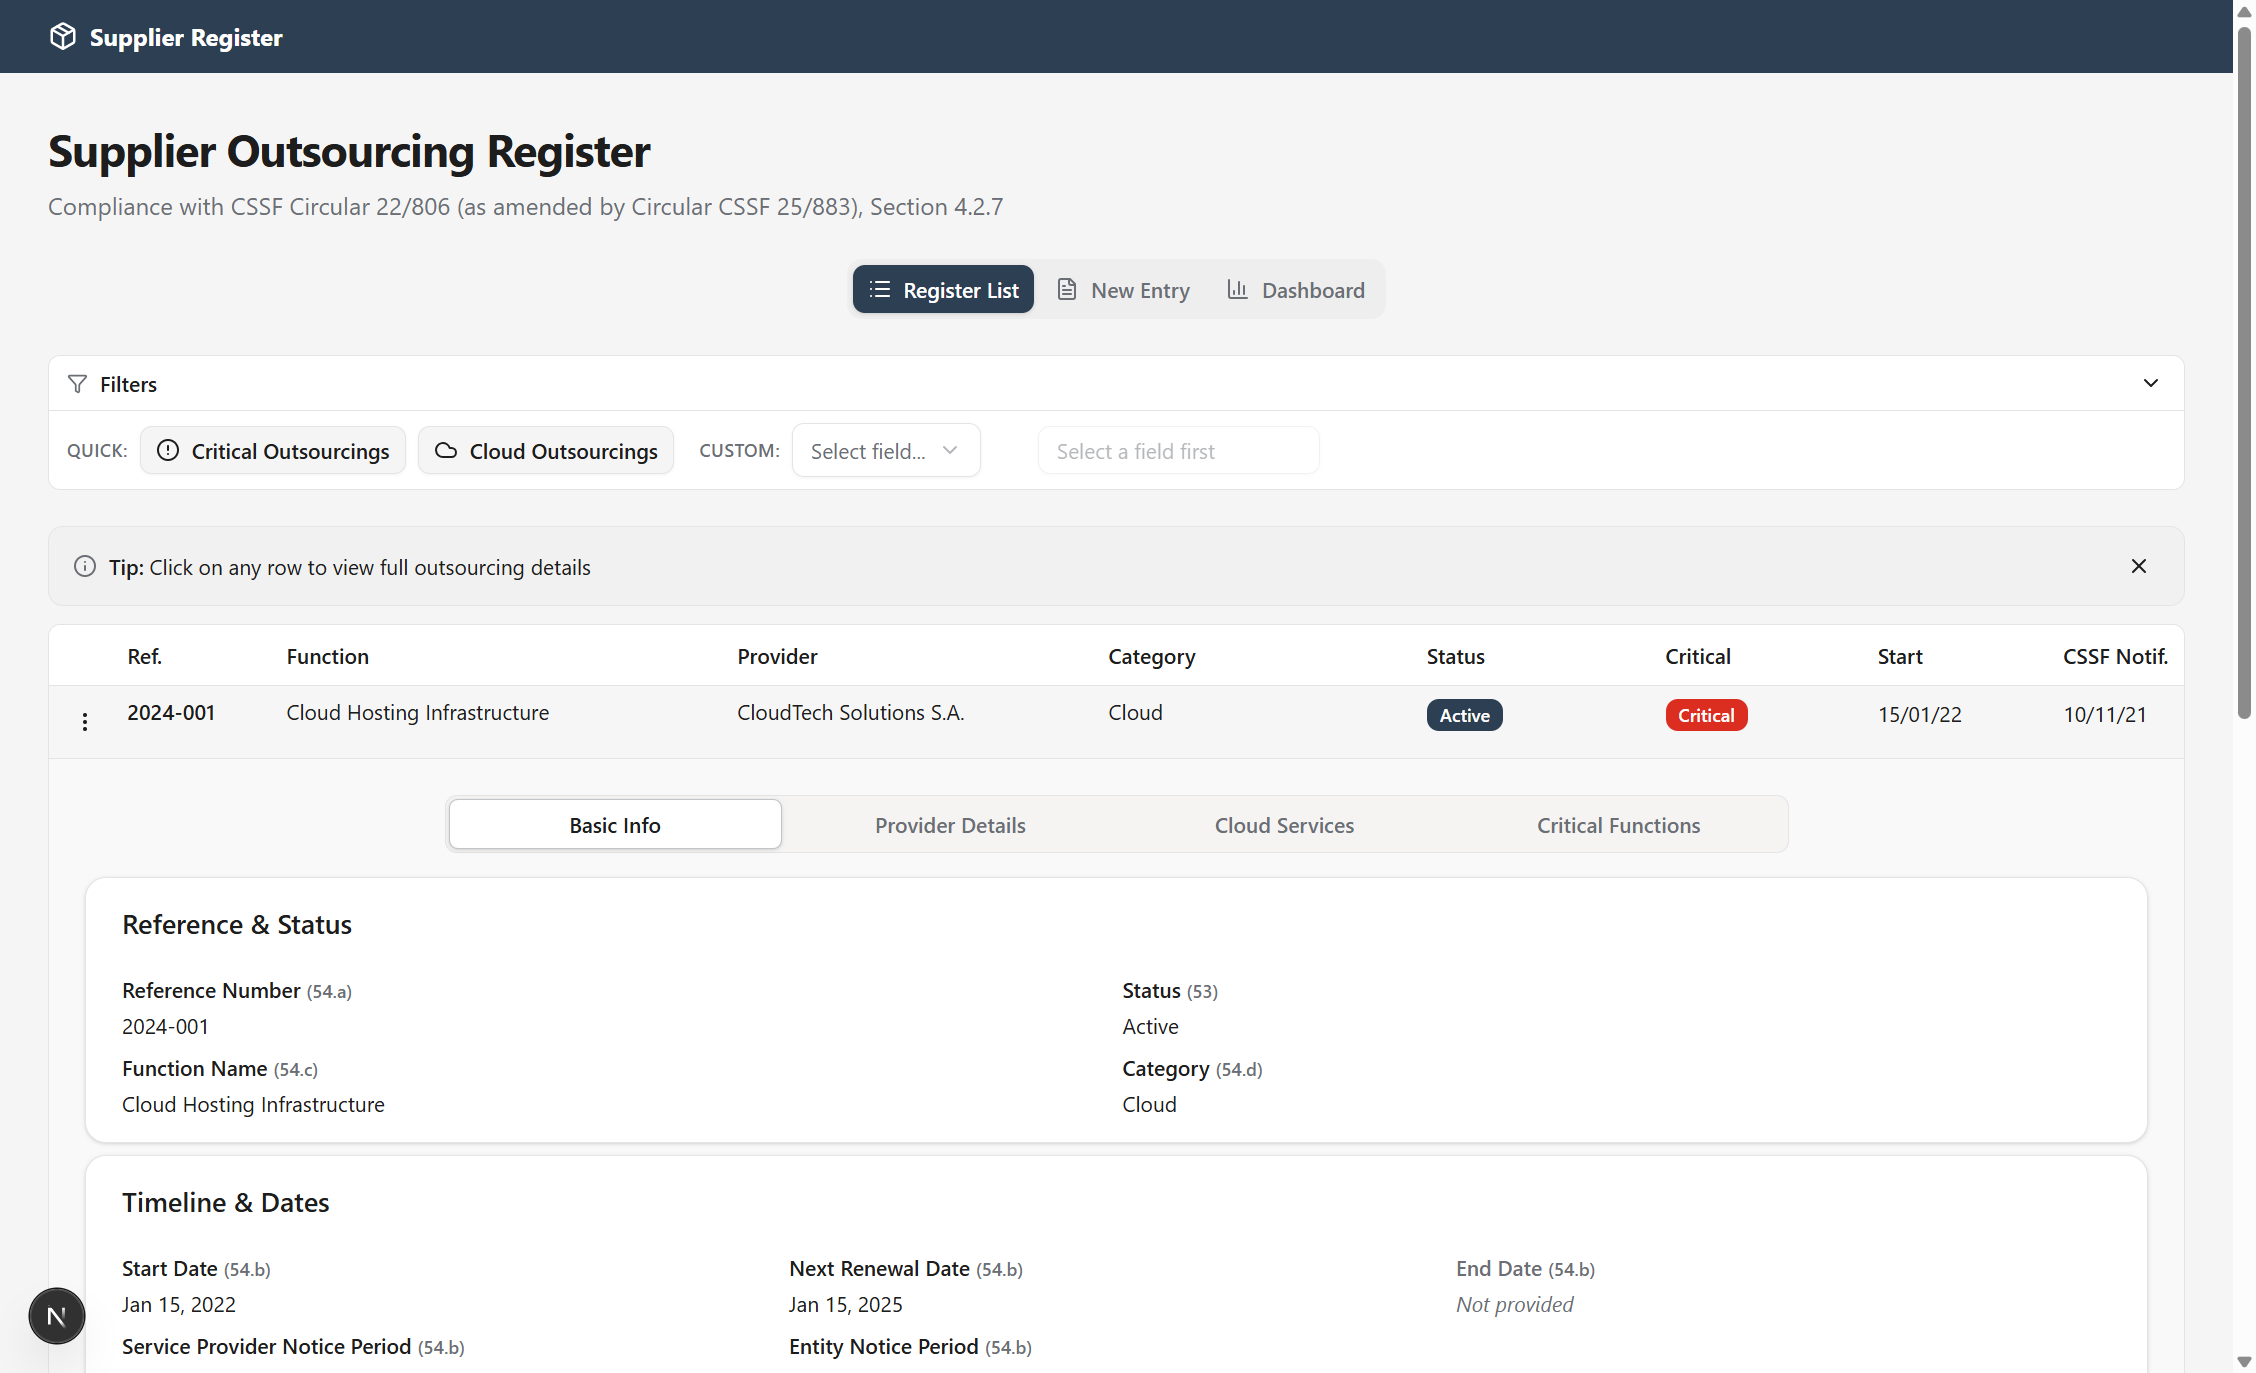 Supplier Register
Supplier Outsourcing Register
Compliance with CSSF Circular 22/806 (as amended by Circular CSSF 25/883), Section 4.2.7
Register List New Entry Dashboard
Filters
QUICK: Critical Outsourcings Cloud Outsourcings CUSTOM: Select field... Select a field first
Tip: Click on any row to view full outsourcing details
Ref. Function Provider Category Status Critical Start CSSF Notif.
2024-001 Cloud Hosting Infrastructure CloudTech Solutions S.A. Cloud Active Critical 15/01/22 10/11/21
Basic Info Provider Details Cloud Services Critical Functions
Reference & Status
Reference Number (54.a) Status (53)
2024-001 Active
Function Name (54.c) Category (54.d)
Cloud Hosting Infrastructure Cloud
Timeline & Dates
Start Date (54.b) Next Renewal Date (54.b) End Date (54.b)
Jan 15, 2022 Jan 15, 2025 Not provided
N
Service Provider Notice Period (54.b) Entity Notice Period (54.b)